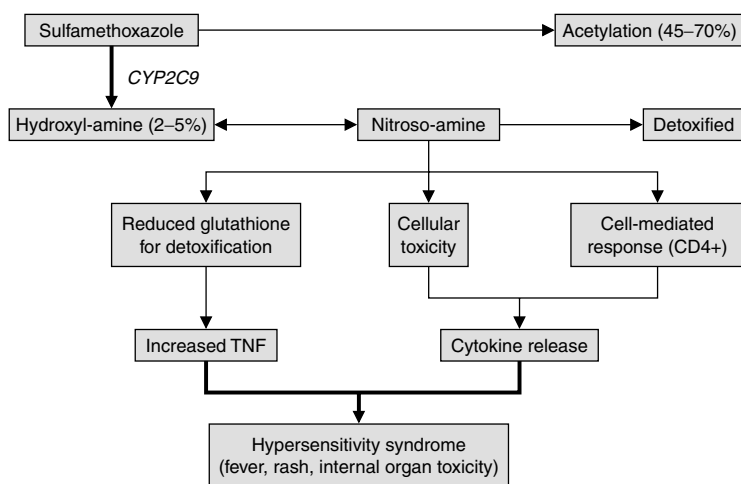 Sulfamethoxazole
Acetylation (45–70%)
CYP2C9
Hydroxyl-amine (2–5%)
Nitroso-amine
Detoxified
Reduced glutathione
for detoxification
Cellular
toxicity
Cell-mediated
response (CD4+)
Increased TNF
Cytokine release
Hypersensitivity syndrome
(fever, rash, internal organ toxicity)